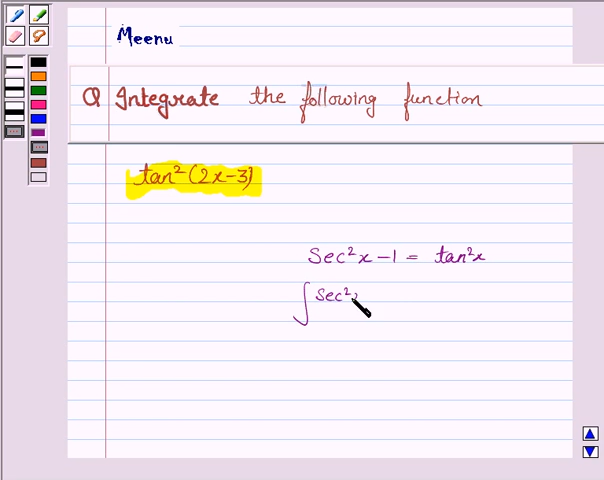 Meenu
Q Integrate the following function
tan²(2x-3)
sec²x-1 = tan²x
∫sec²